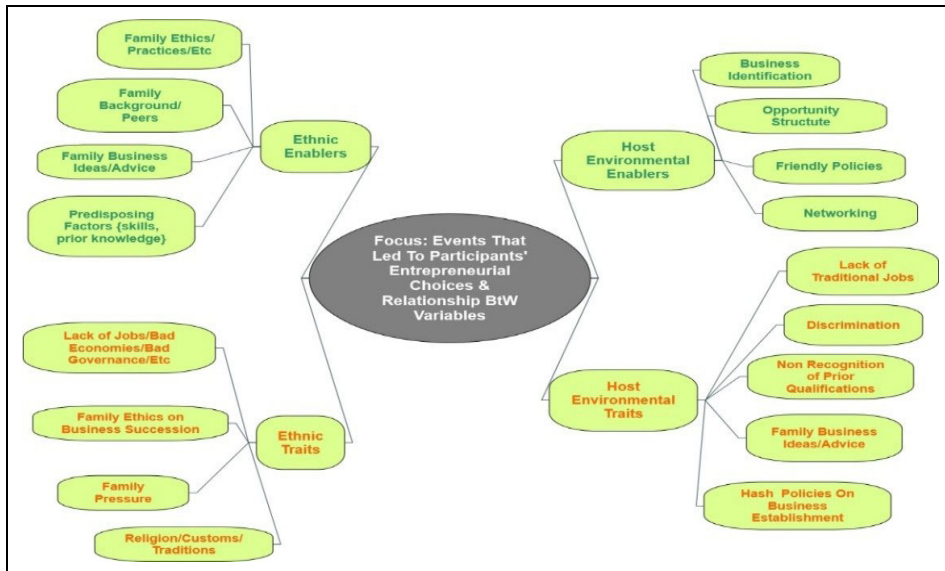 Family Ethics/
Practices/Etc
Family
Background/
Peers
Family Business
Ideas/Advice
Predisposing
Factors {skills,
prior knowledge}
Ethnic
Enablers
Lack of Jobs/Bad
Economies/Bad
Governance/Etc
Family Ethics on
Business Succession
Family
Pressure
Religion/Customs/
Traditions
Ethnic
Traits
Focus: Events That
Led To Participants'
Entrepreneurial
Choices &
Relationship BtW
Variables
Host
Environmental
Enablers
Business
Identification
Opportunity
Structute
Friendly Policies
Networking
Host
Environmental
Traits
Lack of
Traditional Jobs
Discrimination
Non Recognition
of Prior
Qualifications
Family Business
Ideas/Advice
Hash Policies On
Business
Establishment